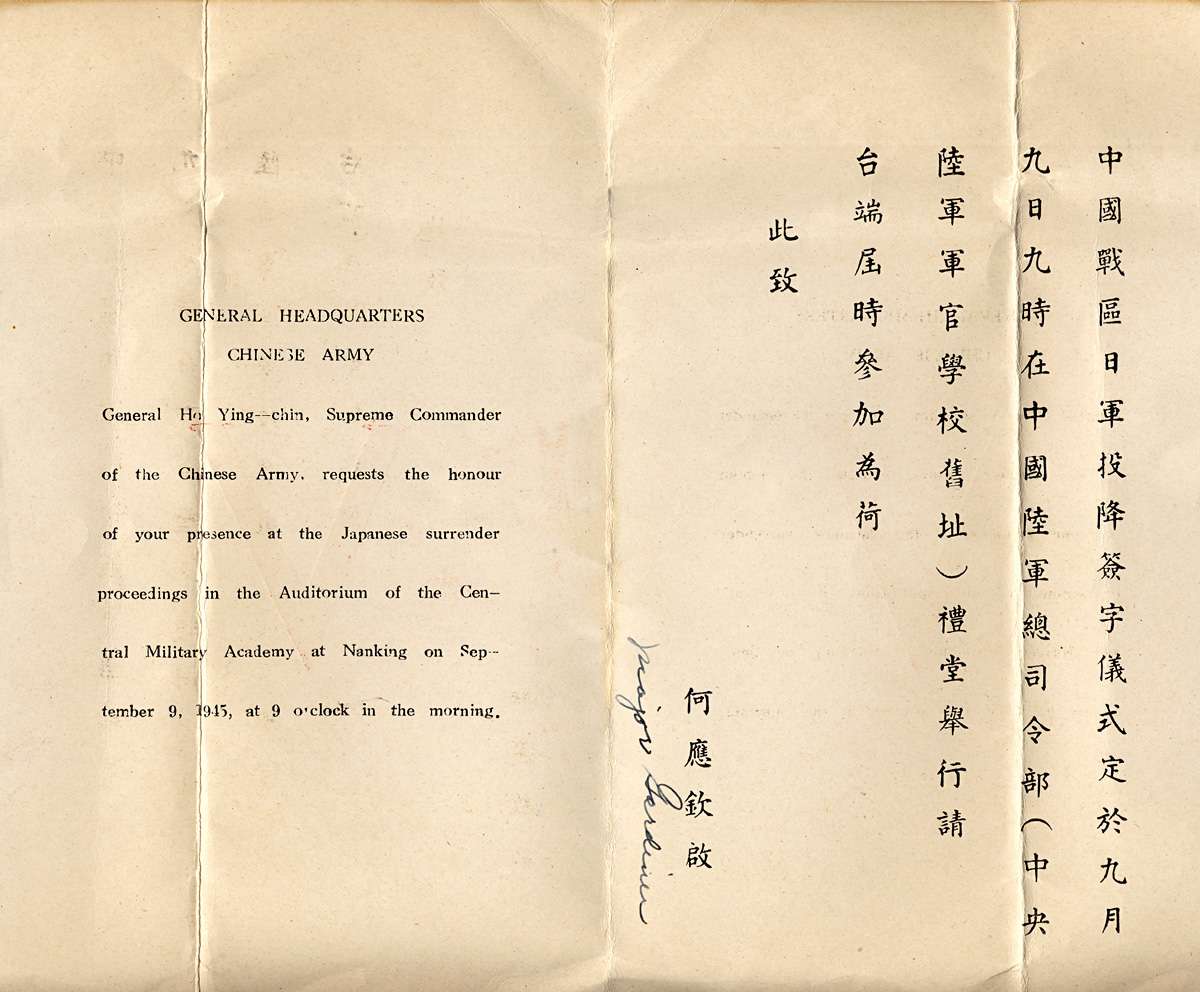 GENERAL HEADQUARTERS
CHINESE ARMY
General Ho Ying--chin, Supreme Commander
of the Chinese Army, requests the honour
of your presence at the Japanese surrender
proceedings in the Auditorium of the Cen-
tral Military Academy at Nanking on Sep-
tember 9, 1945, at 9 o'clock in the morning.
中國戰區日軍投降簽字儀式定於九月
九日九時在中國陸軍總司令部(中央
陸軍軍官學校舊址)禮堂舉行請
台端屆時參加為荷
此致
何應欽啟
Major Gardiner